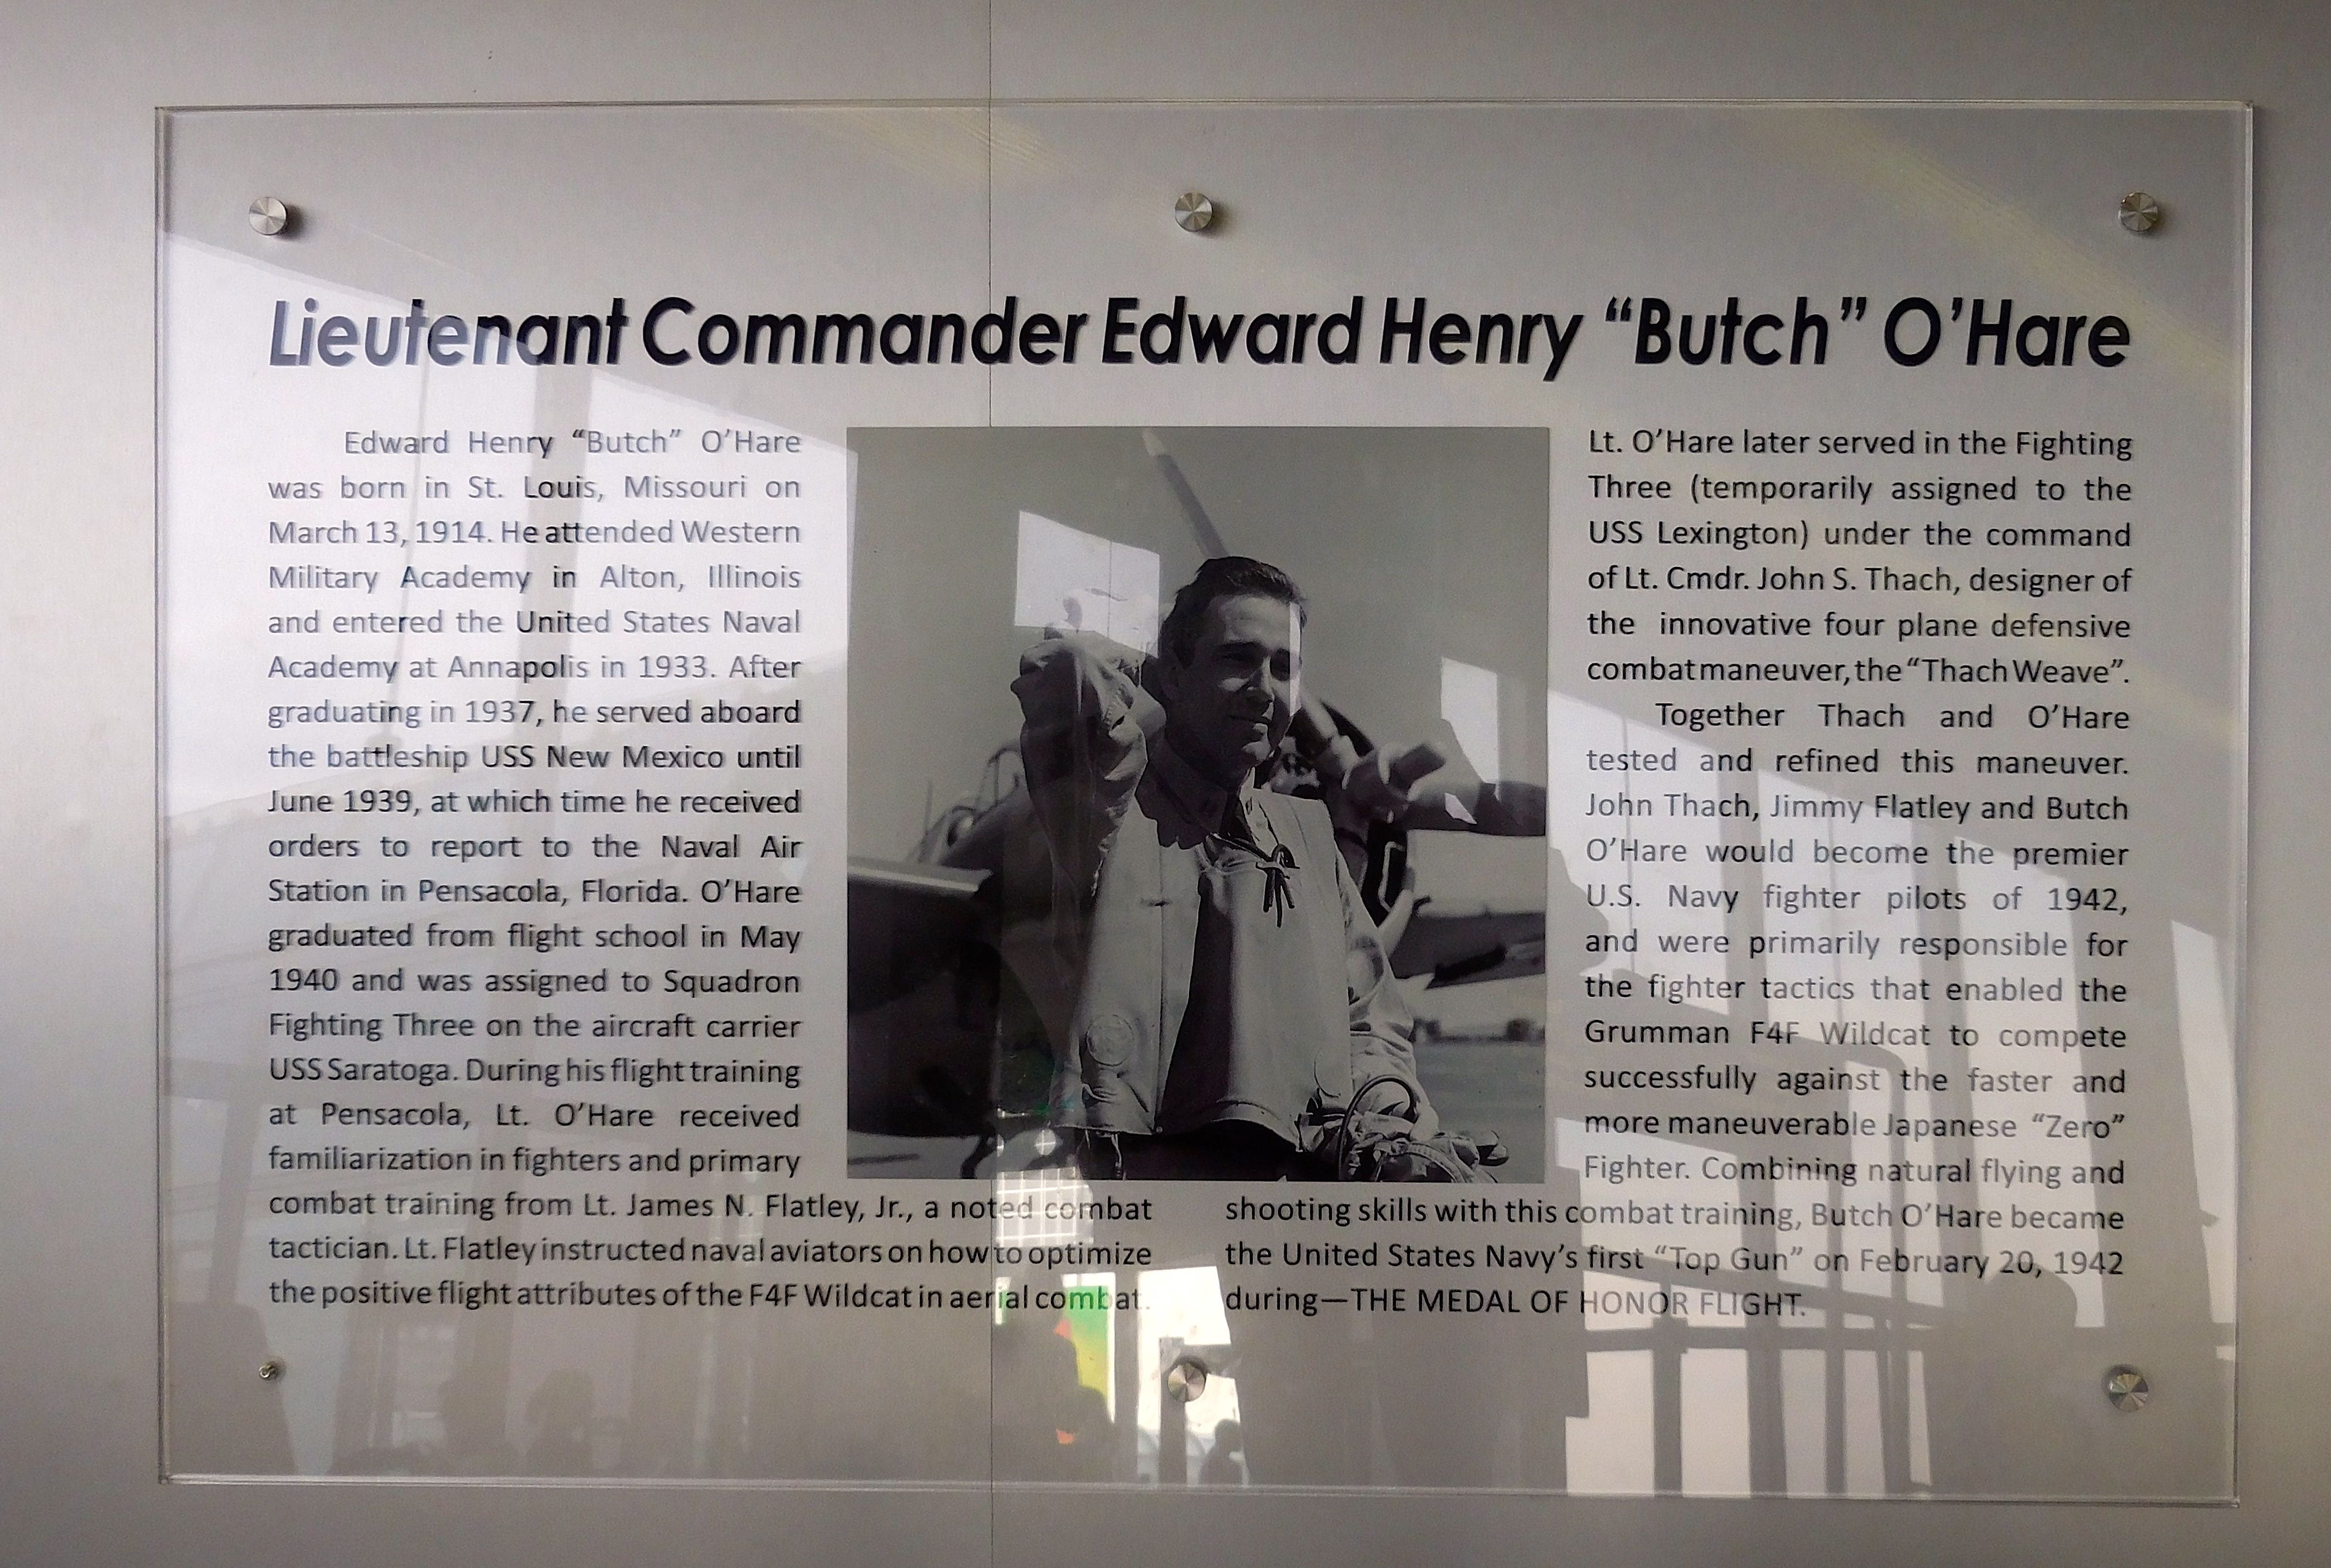 Lieutenant Commander Edward Henry “Butch” O’Hare
Edward Henry “Butch” O’Hare
was born in St. Louis, Missouri on
March 13, 1914. He attended Western
Military Academy in Alton, Illinois
and entered the United States Naval
Academy at Annapolis in 1933. After
graduating in 1937, he served aboard
the battleship USS New Mexico until
June 1939, at which time he received
orders to report to the Naval Air
Station in Pensacola, Florida. O’Hare
graduated from flight school in May
1940 and was assigned to Squadron
Fighting Three on the aircraft carrier
USS Saratoga. During his flight training
at Pensacola, Lt. O’Hare received
familiarization in fighters and primary
combat training from Lt. James N. Flatley, Jr., a noted combat
tactician. Lt. Flatley instructed naval aviators on how to optimize
the positive flight attributes of the F4F Wildcat in aerial combat.
Lt. O’Hare later served in the Fighting
Three (temporarily assigned to the
USS Lexington) under the command
of Lt. Cmdr. John S. Thach, designer of
the innovative four plane defensive
combat maneuver, the “Thach Weave”.
Together Thach and O’Hare
tested and refined this maneuver.
John Thach, Jimmy Flatley and Butch
O’Hare would become the premier
U.S. Navy fighter pilots of 1942,
and were primarily responsible for
the fighter tactics that enabled the
Grumman F4F Wildcat to compete
successfully against the faster and
more maneuverable Japanese “Zero”
Fighter. Combining natural flying and
shooting skills with this combat training, Butch O’Hare became
the United States Navy’s first “Top Gun” on February 20, 1942
during—THE MEDAL OF HONOR FLIGHT.